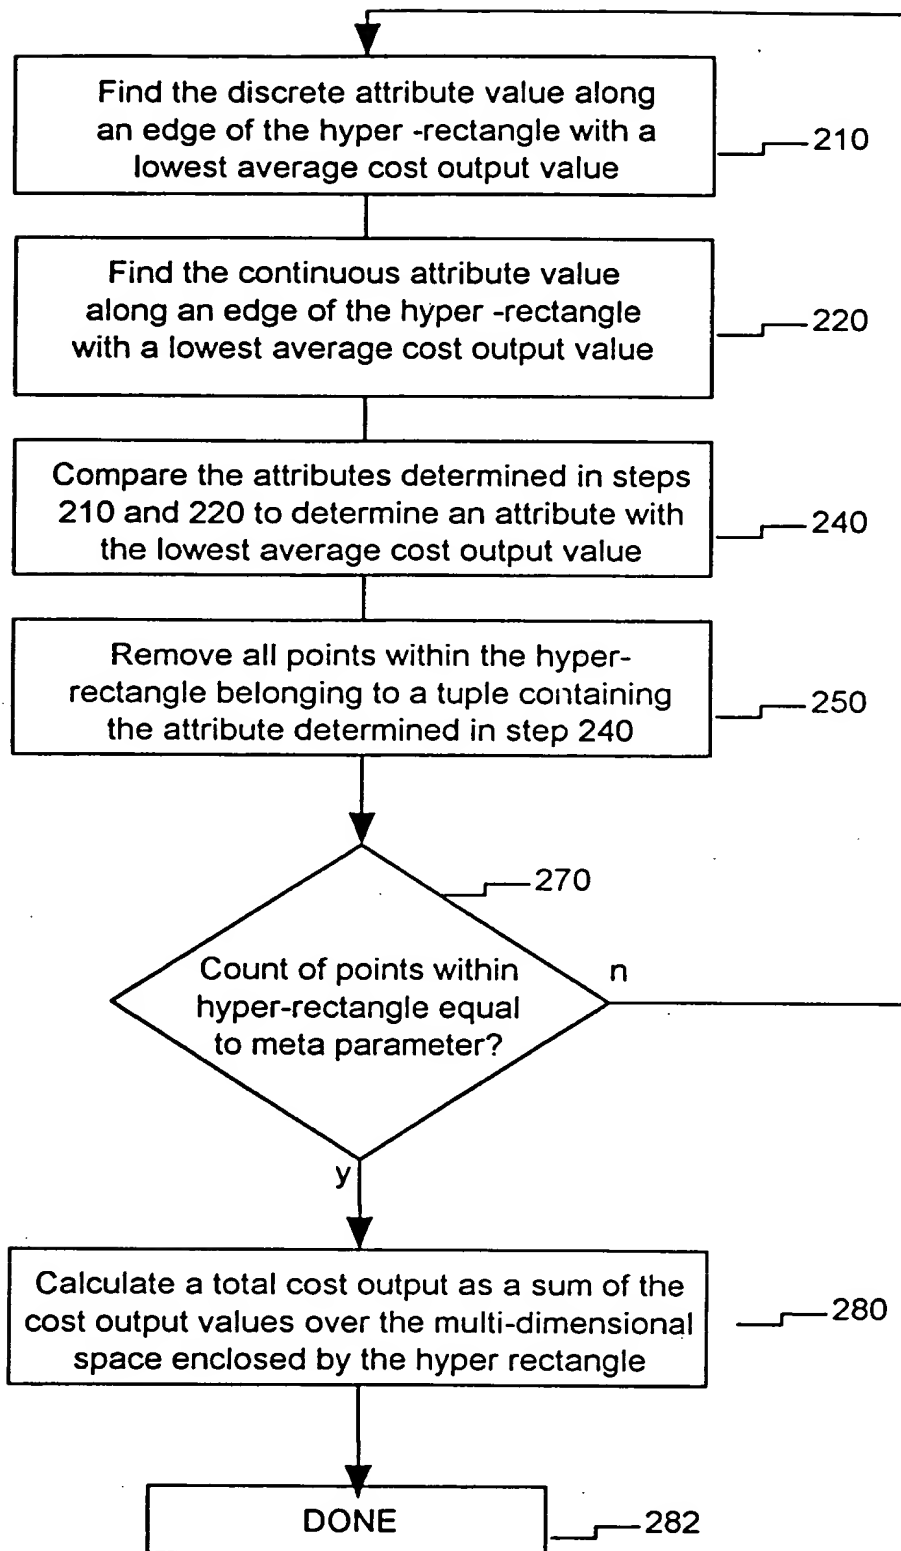 Find the discrete attribute value along
an edge of the hyper -rectangle with a
lowest average cost output value
210
Find the continuous attribute value
along an edge of the hyper -rectangle
with a lowest average cost output value
220
Compare the attributes determined in steps
210 and 220 to determine an attribute with
the lowest average cost output value
240
Remove all points within the hyper-
rectangle belonging to a tuple containing
the attribute determined in step 240
250
270
Count of points within
hyper-rectangle equal
to meta parameter?
n
y
Calculate a total cost output as a sum of the
cost output values over the multi-dimensional
space enclosed by the hyper rectangle
280
DONE
282